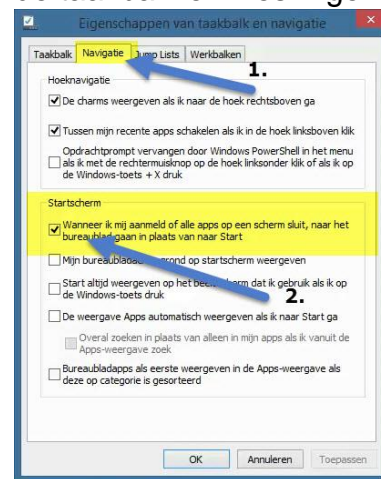 Eigenschappen van taakbalk en navigatie
Taakbalk Navigatie Jump Lists Werkbalken
1.
Hoeknavigatie
De charms weergeven als ik naar de hoek rechtsboven ga
Tussen mijn recente apps schakelen als ik in de hoek linksboven klik
Opdrachtprompt vervangen door Windows PowerShell in het menu
als ik met de rechtermuisknop op de hoek linksonder klik of als ik op
de Windows-toets + X druk
Startscherm
Wanneer ik mij aanmeld of alle apps op een scherm sluit, naar het
bureaublad gaan in plaats van naar Start
Mijn op startscherm weergeven
Start altijd weergeven op het dat ik gebruik als ik op
de Windows-toets druk
2.
De weergave Apps automatisch weergeven als ik naar Start ga
Overal zoeken in plaats van alleen in mijn apps als ik vanuit de
Apps-weergave zoek
Bureaubladapps als eerste weergeven in de Apps-weergave als
deze op categorie is gesorteerd
OK Annuleren Toepassen